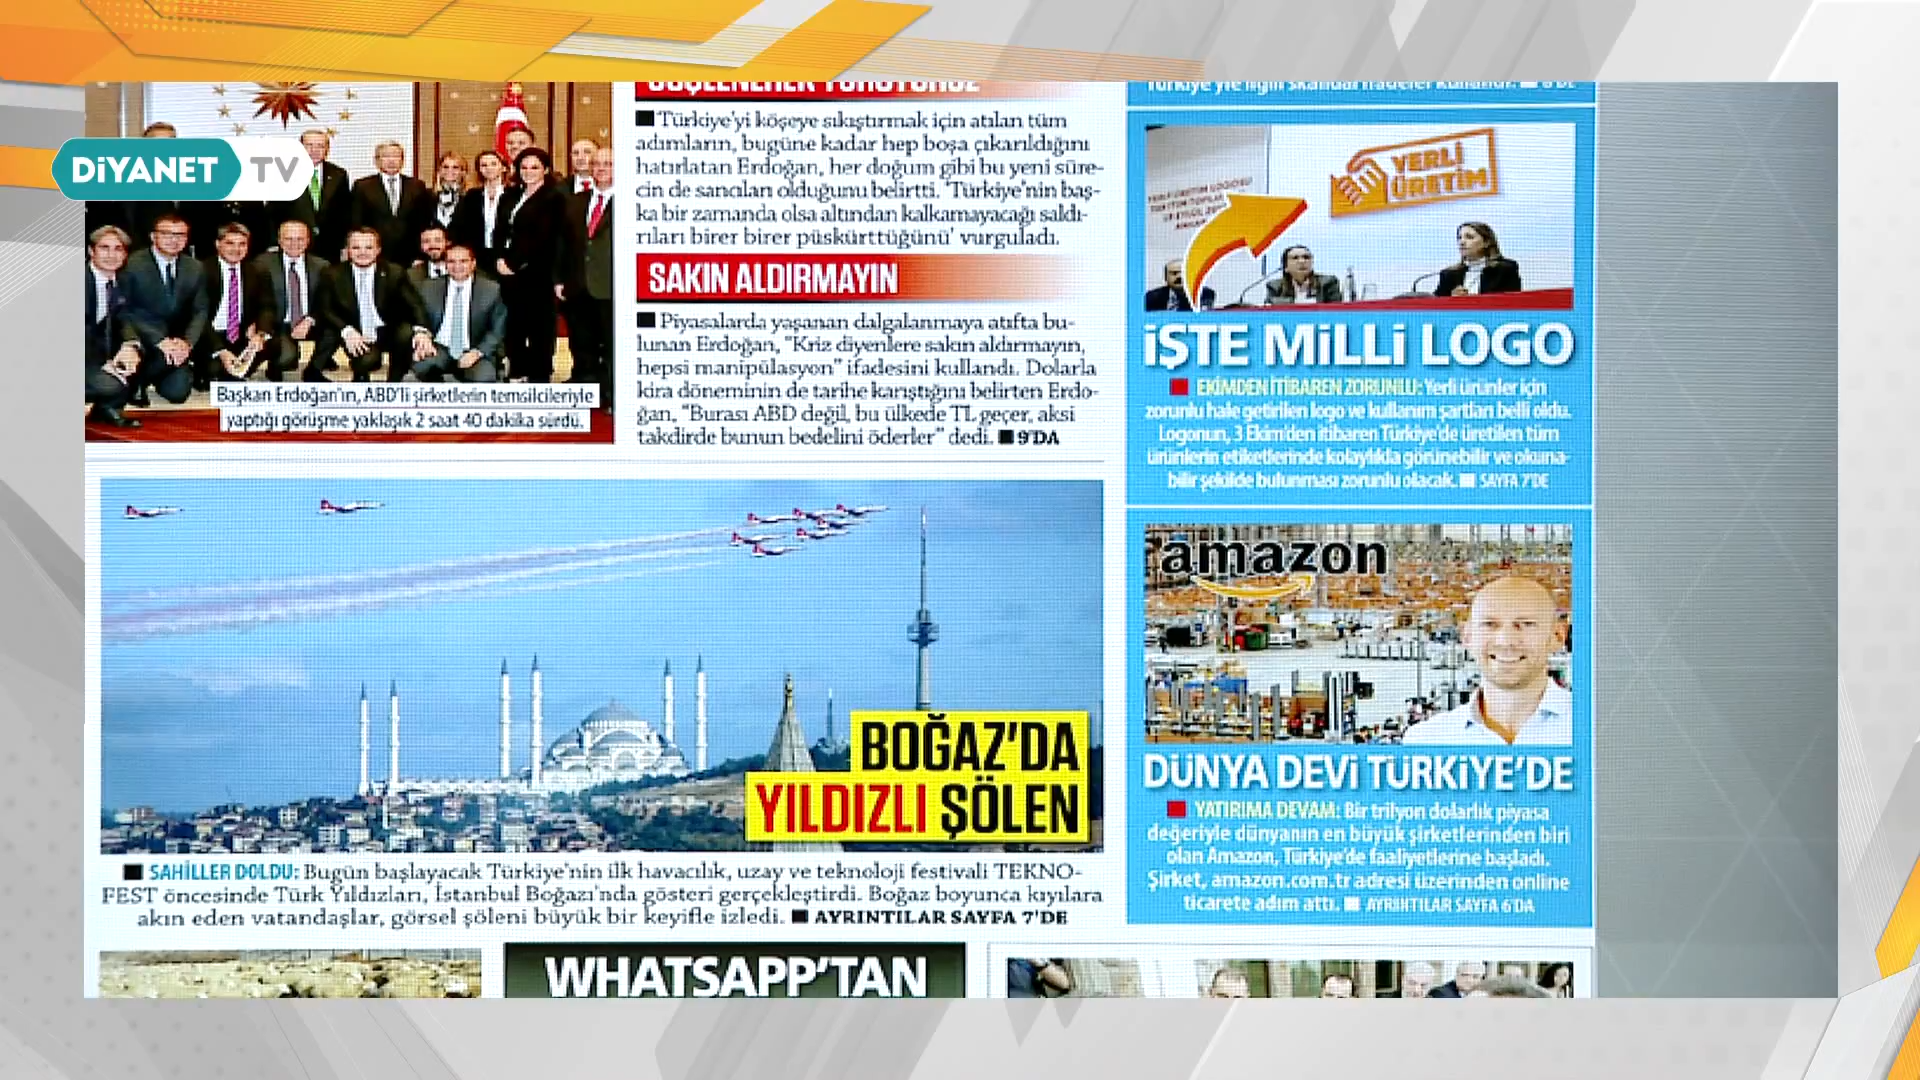 DiYANET TV
Türkiye'yi köşeye sıkıştırmak için atılan tüm
adımların, bugüne kadar hep boşa çıkarıldığını
hatırlatan Erdoğan, her doğum gibi bu yeni süre-
cin de sancıları olduğunu belirtti. 'Türkiye'nin baş-
ka bir zamanda olsa altından kalkamayacağı saldı-
rıları birer birer püskürttüğünü' vurguladı.
SAKIN ALDIRMAYIN
Piyasalarda yaşanan dalgalanmaya atıfta bu-
lunan Erdoğan, "Kriz diyenlere sakın aldırmayın,
hepsi manipülasyon" ifadesini kullandı. Dolarla
kira döneminin de tarihe karıştığını belirten Erdo-
ğan, "Burası ABD değil, bu ülkede TL geçer, aksi
takdirde bunun bedelini öderler" dedi. 9'DA
Başkan Erdoğan'ın, ABD'li şirketlerin temsilcileriyle
yaptığı görüşme yaklaşık 2 saat 40 dakika sürdü.
BOĞAZ'DA
YILDIZLI ŞÖLEN
SAHİLLER DOLDU: Bugün başlayacak Türkiye'nin ilk havacılık, uzay ve teknoloji festivali TEKNO-
FEST öncesinde Türk Yıldızları, İstanbul Boğazı'nda gösteri gerçekleştirdi. Boğaz boyunca kıyılara
akın eden vatandaşlar, görsel şöleni büyük bir keyifle izledi. AYRINTILAR SAYFA 7'DE
WHATSAPP'TAN
YERLİ
ÜRETİM
iŞTE MiLLi LOGO
EKİMDEN İTİBAREN ZORUNLU: Yerli ürünler için
zorunlu hale getirilen logo ve kullanım şartları belli oldu.
Logonun, 3 Ekim'den itibaren Türkiye'de üretilen tüm
ürünlerin etiketlerinde kolaylıkla görünebilir ve okuna-
bilir şekilde bulunması zorunlu olacak. SAYFA 7'DE
amazon
DÜNYA DEVi TÜRKiYE'DE
YATIRIMA DEVAM: Bir trilyon dolarlık piyasa
değeriyle dünyanın en büyük şirketlerinden biri
olan Amazon, Türkiye'de faaliyetlerine başladı.
Şirket, amazon.com.tr adresi üzerinden online
ticarete adım attı. AYRINTILAR SAYFA 6'DA